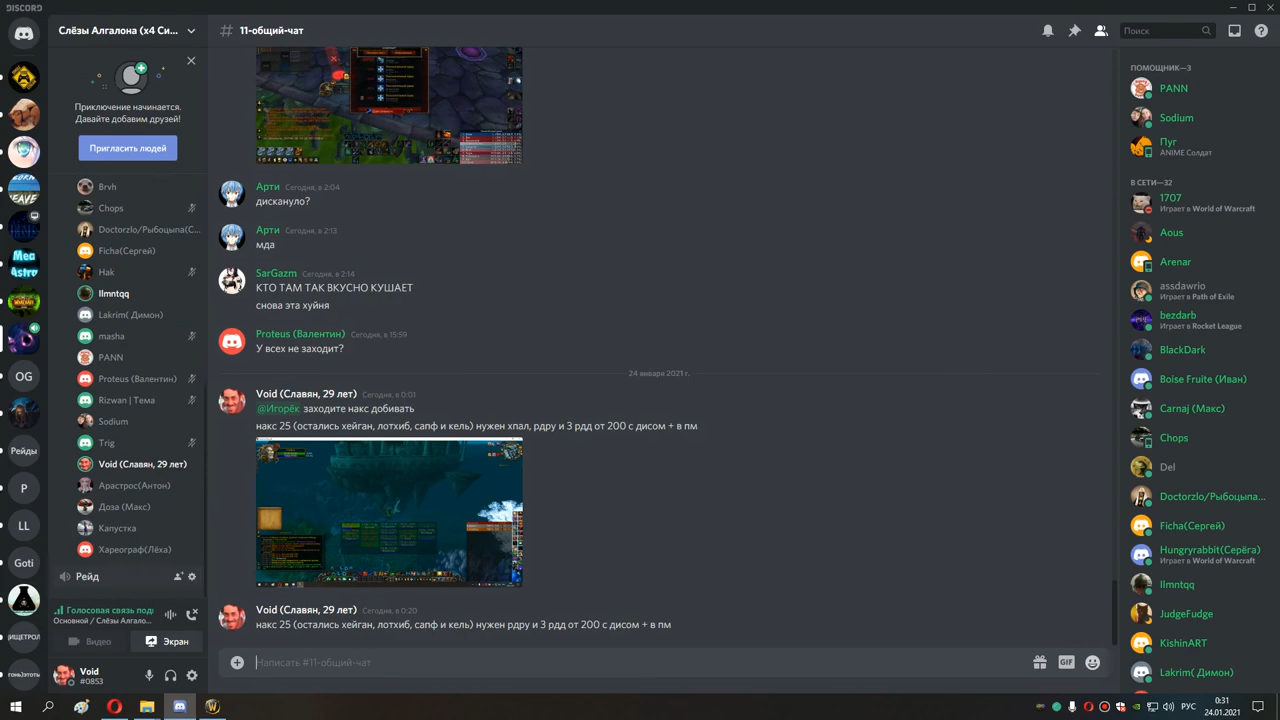 DISCORD
Слёзы Алгалона (x4 Си...
11-общий-чат
Поиск
Приключение начинается.
Давайте добавим друзей!
Пригласить людей
Brvh
Chops
Doctorzlo/Рыбоцыпа(С...
Ficha(Сергей)
Hak
Ilmntqq
Lakrim( Димон)
masha
PANN
Proteus (Валентин)
Rizwan | Тема
Sodium
Trig
Void (Славян, 29 лет)
Арастрос(Антон)
Доза (Макс)
Капустка
Хареограф(Лёха)
Рейд
Голосовая связь поді
Основной / Слёзы Алгало...
Видео
Экран
Void
#0853
Mea
Astro
OG
Рейды
P
LL
Gol
ИЩЕТРОЛ
ГОНЬ)ЭТОТЬ
Арти Сегодня, в 2:04
дискануло?
Арти Сегодня, в 2:13
мда
SarGazm Сегодня, в 2:14
КТО ТАМ ТАК ВКУСНО КУШАЕТ
снова эта хуйня
Proteus (Валентин) Сегодня, в 15:59
У всех не заходит?
24 января 2021 г.
Void (Славян, 29 лет) Сегодня, в 0:01
@Игорёк заходите накс добивать
накс 25 (остались хейган, лотхиб, сапф и кель) нужен хпал, рдру и 3 рдд от 200 с дисом + в пм
Void (Славян, 29 лет) Сегодня, в 0:20
накс 25 (остались хейган, лотхиб, сапф и кель) нужен рдру и 3 рдд от 200 с дисом + в пм
Написать #11-общий-чат
GIF
ПОМОЩНИК—3
PANN
Sodium
Пуг
ANIME Солдат
В СЕТИ—32
1707
Играет в World of Warcraft
Aous
Arenar
assdawrio
Играет в Path of Exile
bezdarb
Играет в Rocket League
BlackDark
Boise Fruite (Иван)
Carnaj (Макс)
Chops
Del
Doctorzlo/Рыбоцыпа...
Ficha(Сергей)
Hungryrabbit(Серёга)
Играет в World of Warcraft
Ilmntqq
JudgeFudge
KishinART
Lakrim( Димон)
РУС
0:31
24.01.2021